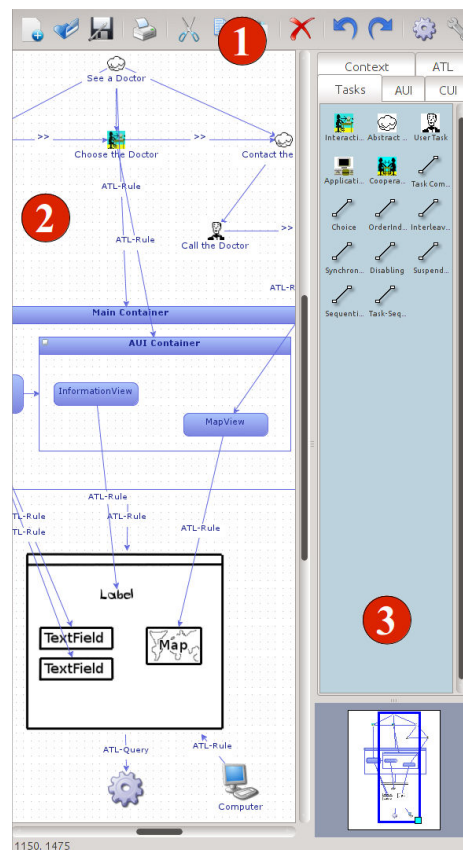 1
See a Doctor
>>
>>
Choose the Doctor
Contact the
ATL-Rule
2
ATL-Rule
Call the Doctor
>>
ATL-R
Main Container
AUI Container
InformationView
MapView
ATL-Rule
TL-Rule
ATL-Rule
TL-Rule
ATL-Rule
Label
TextField
Map
TextField
ATL-Query
ATL-Rule
Computer
1150, 1475
Context ATL
Tasks AUI CUI
Interacti.. Abstract .. UserTask
Applicati.. Coopera... Task Com..
Choice OrderInd.. Interleav..
Synchron.. Disabling Suspend..
Sequenti.. Task-Seq..
3